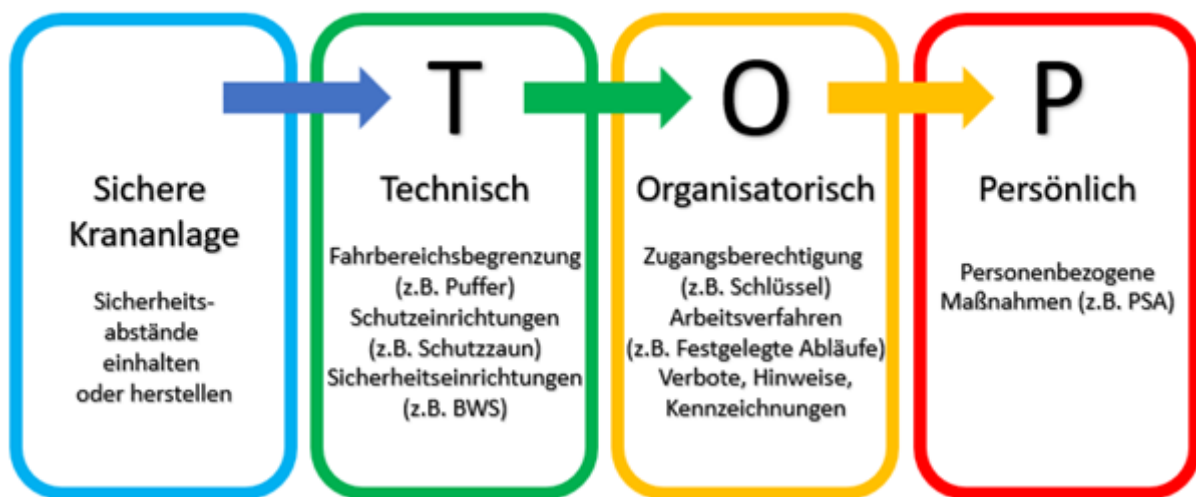 Sichere
Krananlage
Sicherheits-
abstände
einhalten
oder herstellen
T
Technisch
Fahrbereichsbegrenzung
(z.B. Puffer)
Schutzeinrichtungen
(z.B. Schutzzaun)
Sicherheitseinrichtungen
(z.B. BWS)
O
Organisatorisch
Zugangsberechtigung
(z.B. Schlüssel)
Arbeitsverfahren
(z.B. Festgelegte Abläufe)
Verbote, Hinweise,
Kennzeichnungen
P
Persönlich
Personenbezogene
Maßnahmen (z.B. PSA)